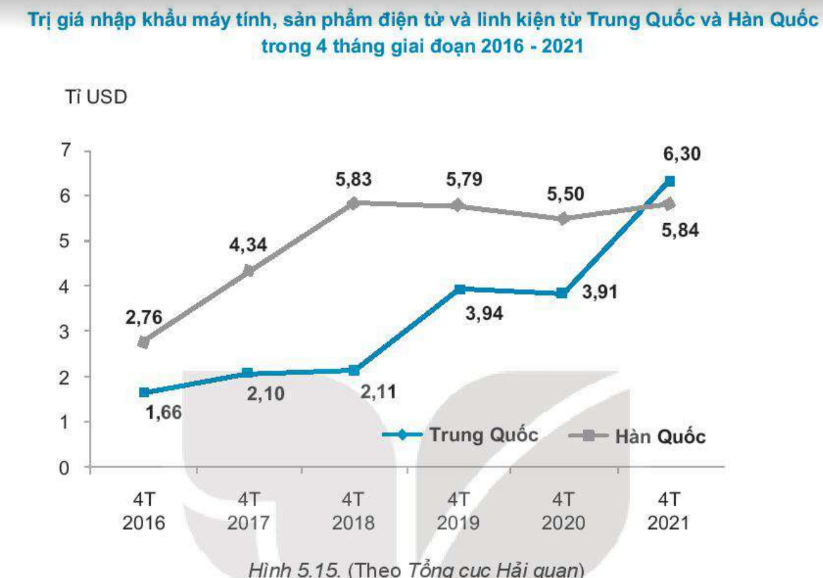 Trị giá nhập khẩu máy tính, sản phẩm điện tử và linh kiện từ Trung Quốc và Hàn Quốc
trong 4 tháng giai đoạn 2016 - 2021
Tỉ USD
7
6
5
4
3
2
1
0
2,76
4,34
5,83
5,79
5,50
5,84
1,66
2,10
2,11
3,94
3,91
6,30
Trung Quốc
Hàn Quốc
4T 4T 4T 4T 4T 4T
2016 2017 2018 2019 2020 2021
Hình 5.15. (Theo Tổng cục Hải quan)